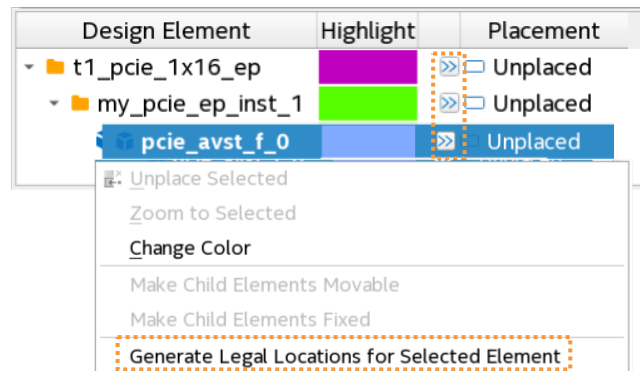 Design Element Highlight Placement
t1_pcie_1x16_ep >> Unplaced
my_pcie_ep_inst_1 >> Unplaced
pcie_avst_f_0 >> Unplaced
Unplace Selected
Zoom to Selected
Change Color
Make Child Elements Movable
Make Child Elements Fixed
Generate Legal Locations for Selected Element